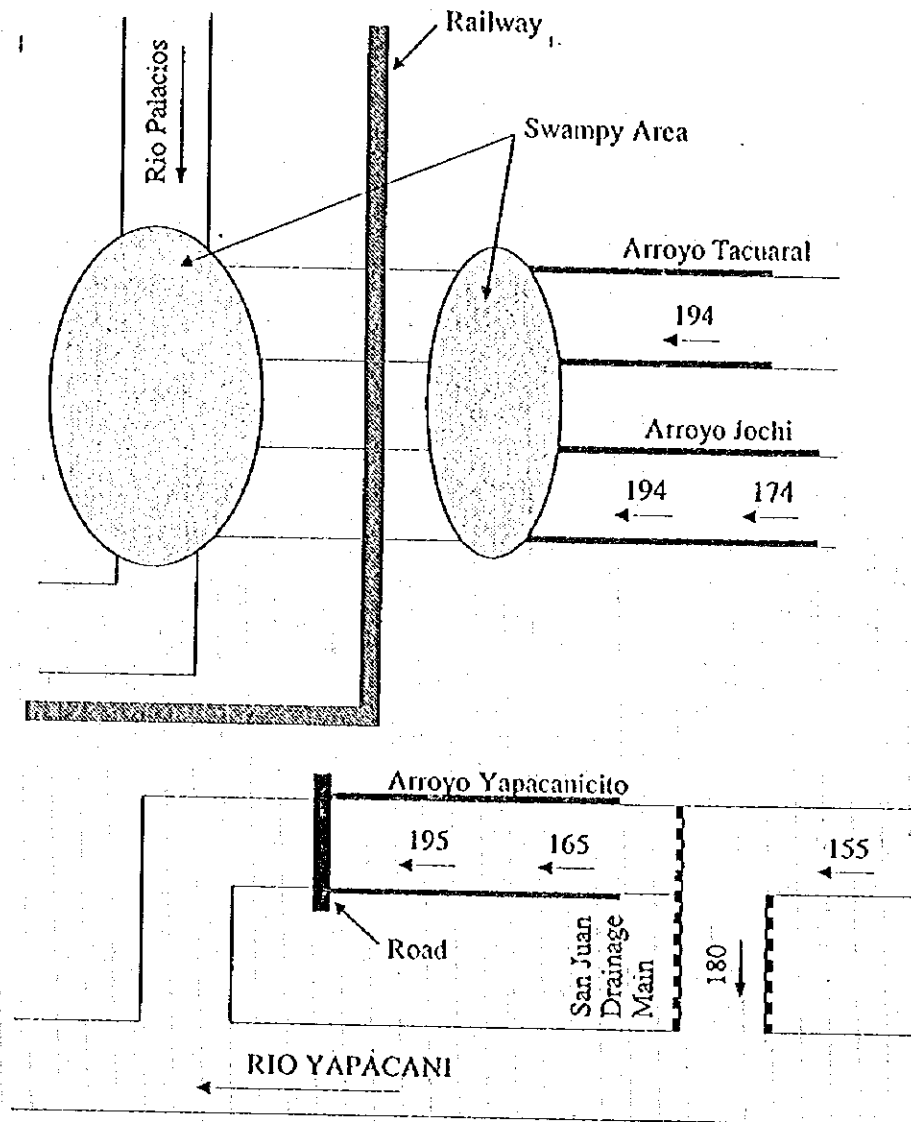 Railway
Rio Palacios
Swampy Area
Arroyo Tacuaral
194
Arroyo Jochi
194 174
Arroyo Yapacanicito
195 165 155
Road
San Juan
Drainage
Main
180
RIO YAPACANI